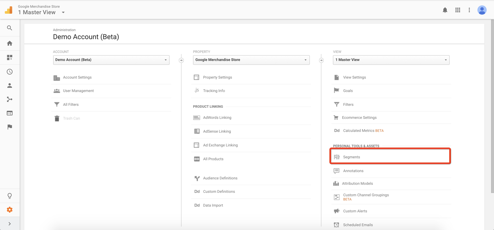 Google Merchandise Store
1 Master View
Administration
Demo Account (Beta)
ACCOUNT
Demo Account (Beta)
Account Settings
User Management
All Filters
Trash Can
PROPERTY
Google Merchandise Store
Property Settings
Tracking Info
PRODUCT LINKING
AdWords Linking
AdSense Linking
Ad Exchange Linking
All Products
Audience Definitions
Custom Definitions
Data Import
VIEW
1 Master View
View Settings
Goals
Filters
Ecommerce Settings
Calculated Metrics BETA
PERSONAL TOOLS & ASSETS
Segments
Annotations
Attribution Models
Custom Channel Groupings
BETA
Custom Alerts
Scheduled Emails